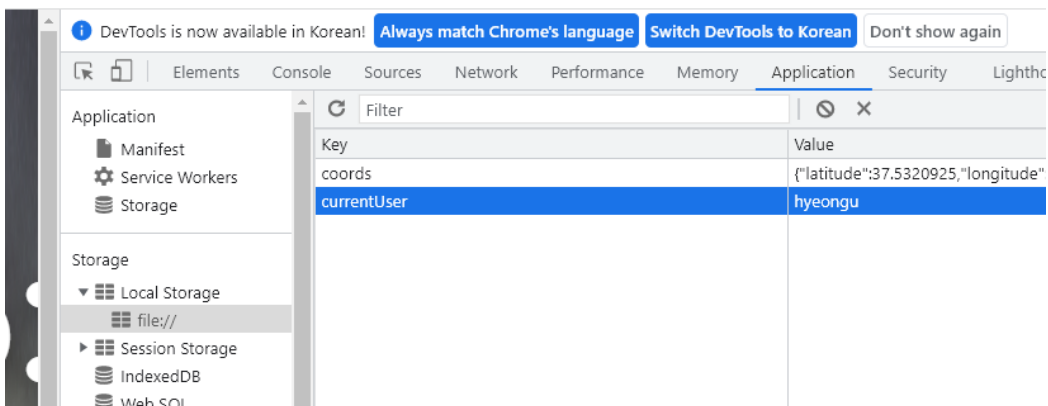 DevTools is now available in Korean! Always match Chrome's language Switch DevTools to Korean Don't show again
Elements Console Sources Network Performance Memory Application Security
Application
Manifest
Service Workers
Storage
Storage
Local Storage
file://
Session Storage
IndexedDB
Web SQL
Filter
Key Value
coords {"latitude":37.5320925,"longitude":
currentUser hyeongu